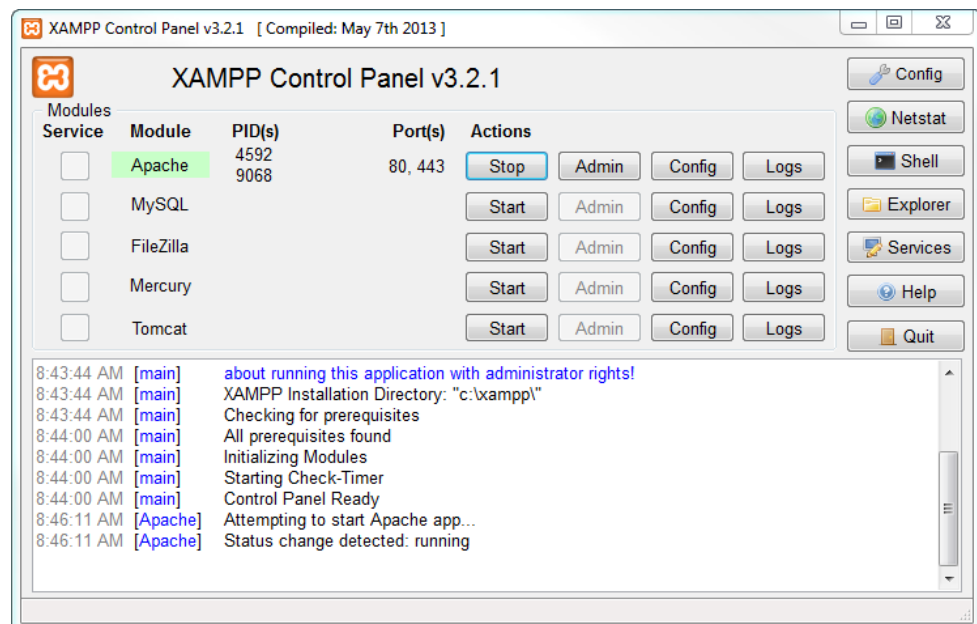 XAMPP Control Panel v3.2.1 [ Compiled: May 7th 2013 ]
XAMPP Control Panel v3.2.1
Config
Modules
Service Module PID(s) Port(s) Actions
Netstat
Apache 4592 9068 80, 443 Stop Admin Config Logs
Shell
MySQL Start Admin Config Logs
Explorer
FileZilla Start Admin Config Logs
Services
Mercury Start Admin Config Logs
Help
Tomcat Start Admin Config Logs
Quit
8:43:44 AM [main] about running this application with administrator rights!
8:43:44 AM [main] XAMPP Installation Directory: "c:\xampp\"
8:43:44 AM [main] Checking for prerequisites
8:44:00 AM [main] All prerequisites found
8:44:00 AM [main] Initializing Modules
8:44:00 AM [main] Starting Check-Timer
8:44:00 AM [main] Control Panel Ready
8:46:11 AM [Apache] Attempting to start Apache app...
8:46:11 AM [Apache] Status change detected: running